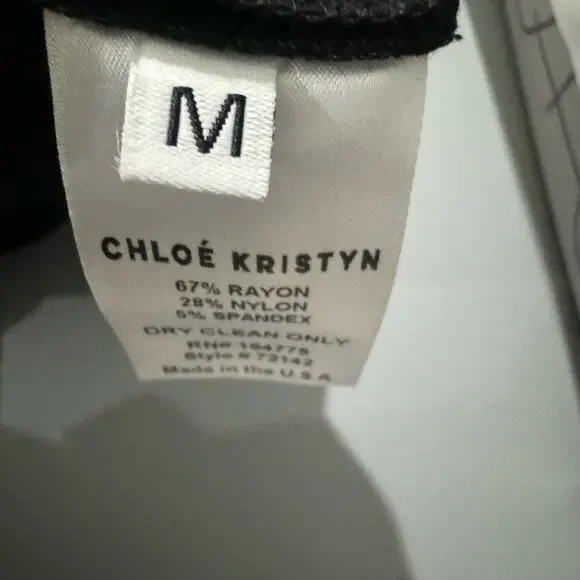 M
CHLOÉ KRISTYN
67% RAYON
28% NYLON
5% SPANDEX
DRY CLEAN ONLY
RN# 164775
Style # 72142
Made in the U.S.A